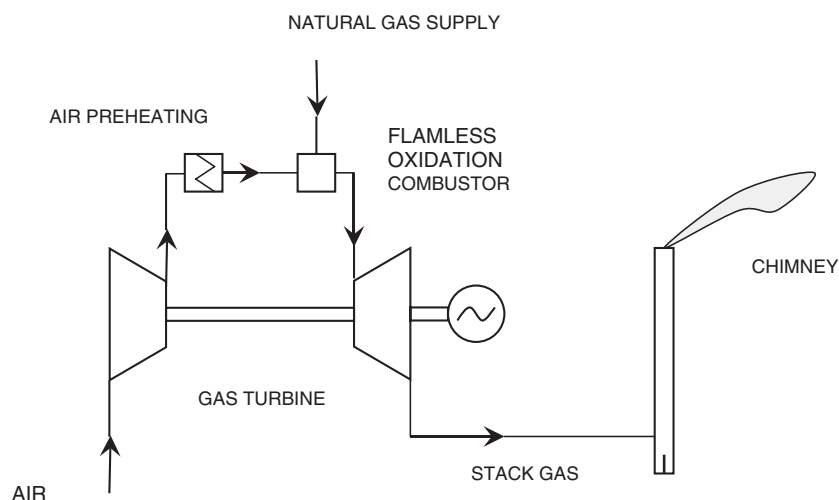 NATURAL GAS SUPPLY
AIR PREHEATING
FLAMLESS
OXIDATION
COMBUSTOR
CHIMNEY
GAS TURBINE
STACK GAS
AIR